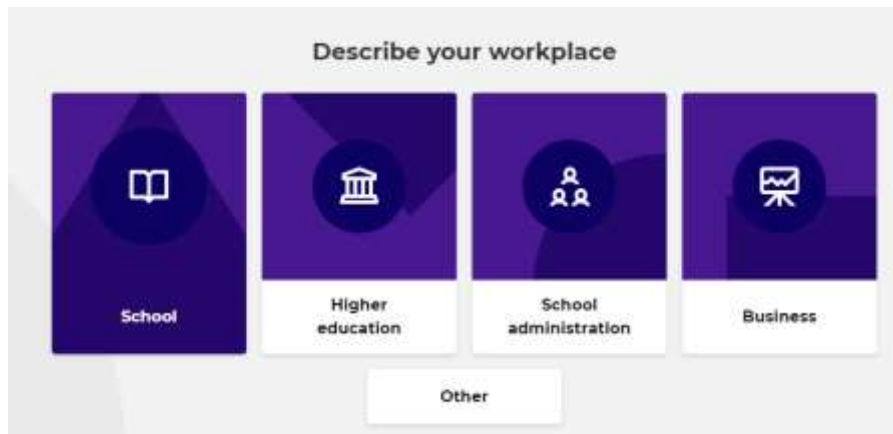 Describe your workplace
School
Higher
education
School
administration
Business
Other